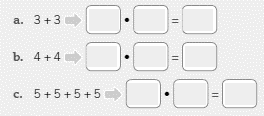 a. 3 + 3 ⇨ • =
b. 4 + 4 ⇨ • =
c. 5 + 5 + 5 + 5 ⇨ • =